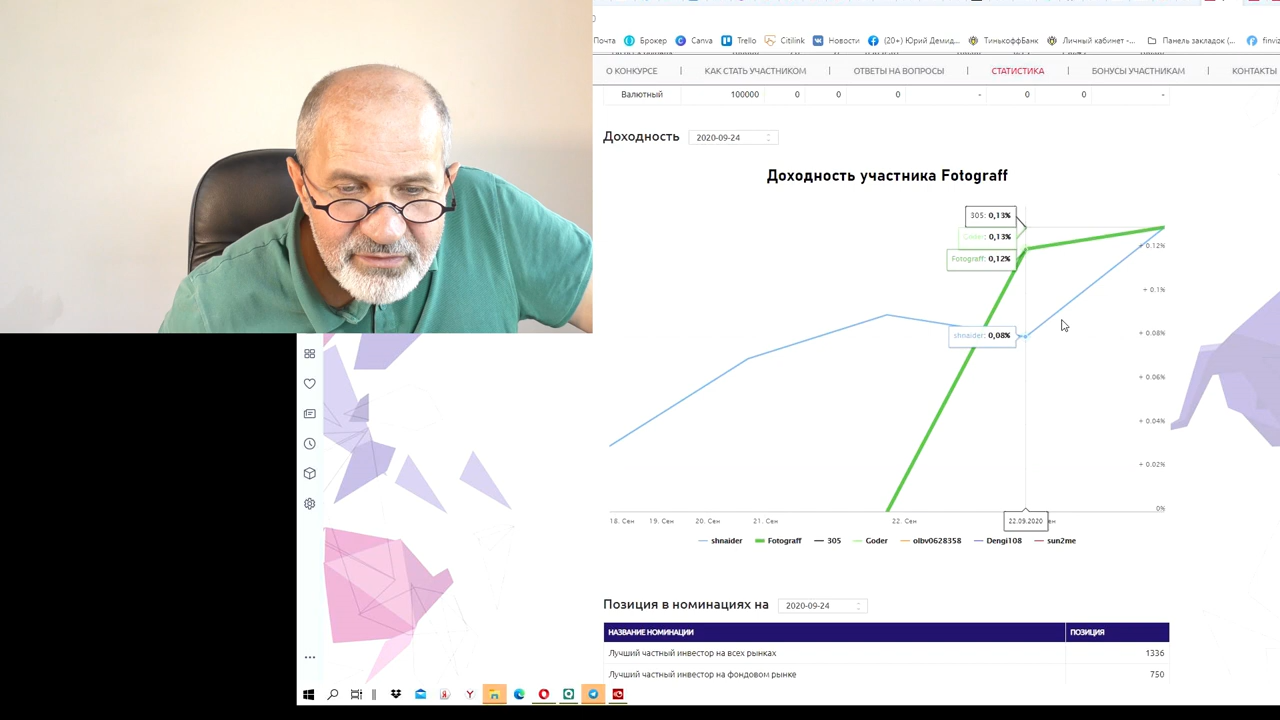 Почта Брокер Canva Trello Citilink Новости (20+) Юрий Демид... ТинькоффБанк Личный кабинет -... Панель закладок (... finviz
О КОНКУРСЕ | КАК СТАТЬ УЧАСТНИКОМ | ОТВЕТЫ НА ВОПРОСЫ | СТАТИСТИКА | БОНУСЫ УЧАСТНИКАМ | КОНТАКТЫ
Валютный 100000 0 0 0 - 0 0 -
Доходность 2020-09-24
Доходность участника Fotograff
305: 0,13%
Goder: 0,13%
Fotograff: 0,12%
shnaider: 0,08%
+ 0.12%
+ 0.1%
+ 0.08%
+ 0.06%
+ 0.04%
+ 0.02%
0%
18. Сен 19. Сен 20. Сен 21. Сен 22. Сен 22.09.2020
shnaider Fotograff 305 Goder olbv0628358 Dengi108 sun2me
Позиция в номинациях на 2020-09-24
НАЗВАНИЕ НОМИНАЦИИ ПОЗИЦИЯ
Лучший частный инвестор на всех рынках 1336
Лучший частный инвестор на фондовом рынке 750